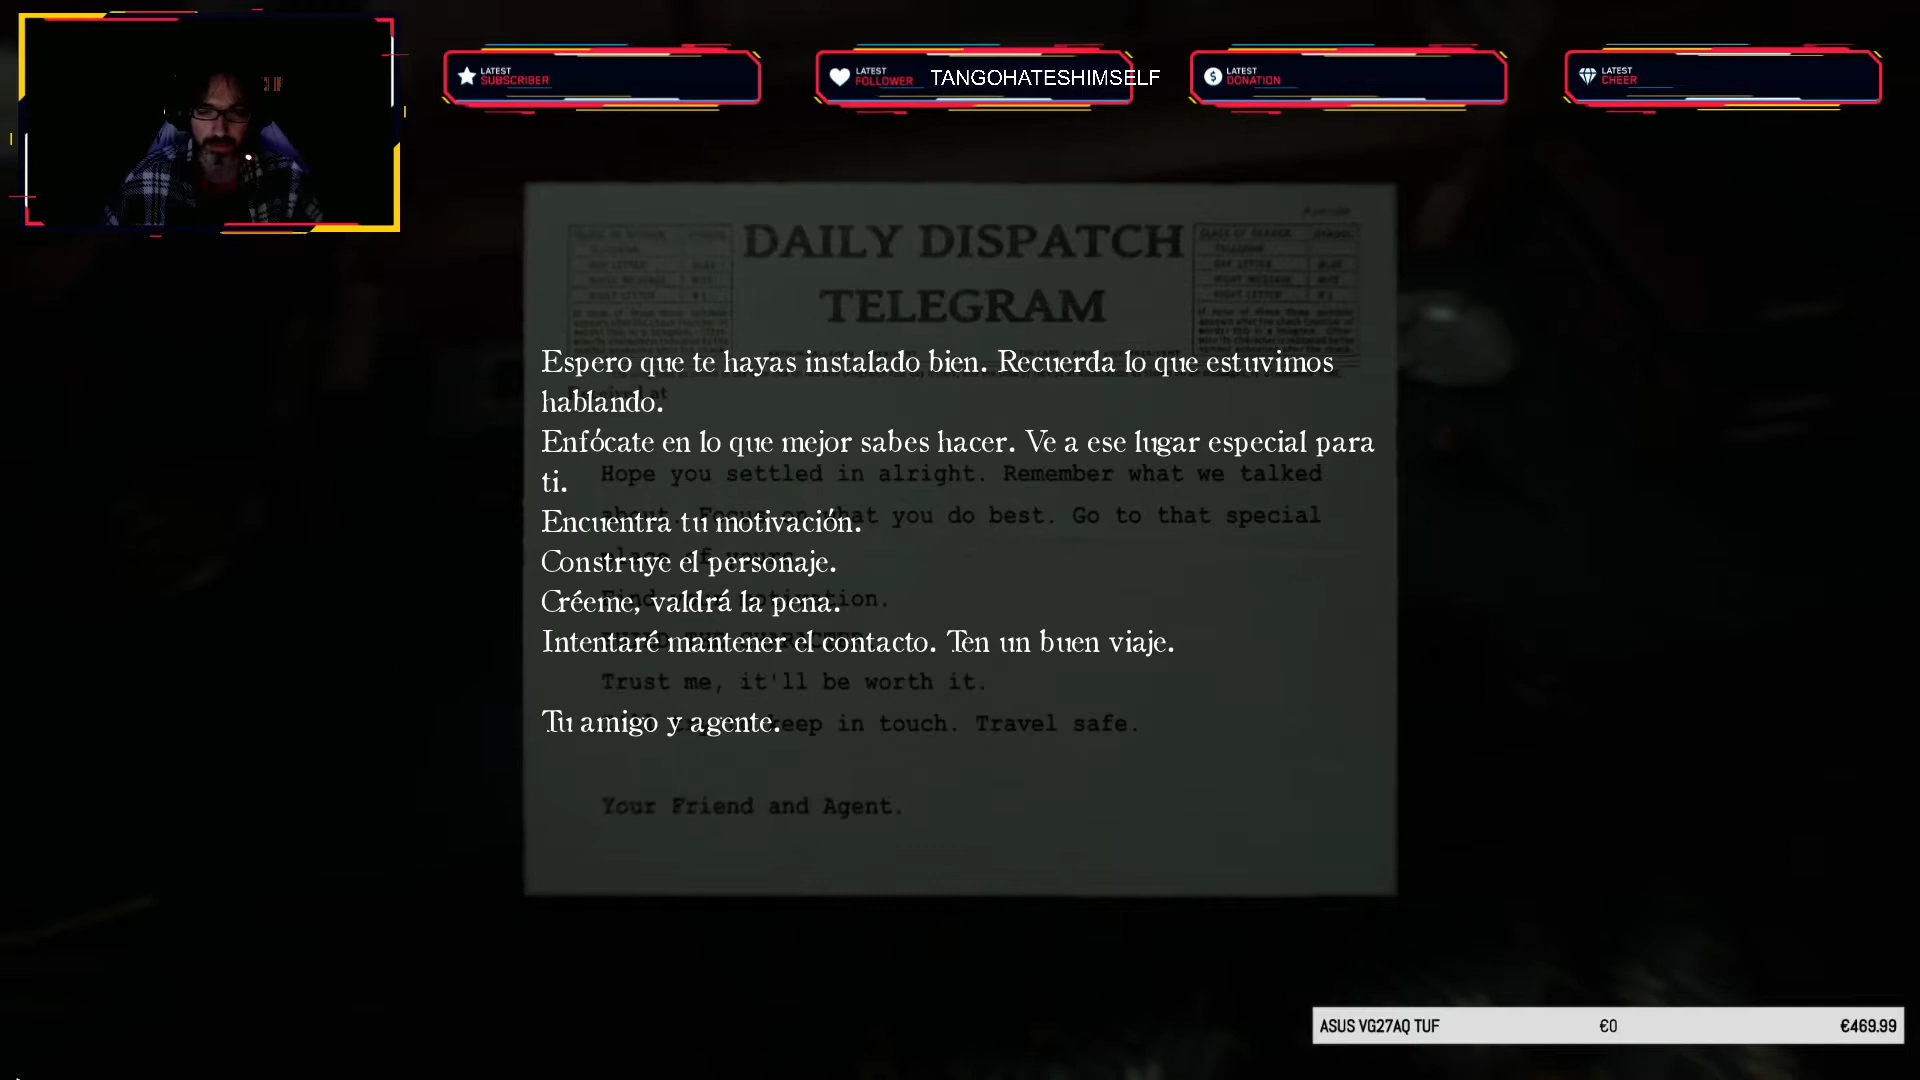 LATEST
SUBSCRIBER
LATEST
FOLLOWER
TANGOHATESHIMSELF
LATEST
DONATION
LATEST
CHEER
DAILY DISPATCH
TELEGRAM
Espero que te hayas instalado bien. Recuerda lo que estuvimos
hablando.
Enfócate en lo que mejor sabes hacer. Ve a ese lugar especial para
ti.
Encuentra tu motivación.
Construye el personaje.
Créeme, valdrá la pena.
Intentaré mantener el contacto. Ten un buen viaje.
Tu amigo y agente.
Hope you settled in alright. Remember what we talked
you do best. Go to that special
Trust me, it'll be worth it.
keep in touch. Travel safe.
Your Friend and Agent.
ASUS VG27AQ TUF €0 €469.99